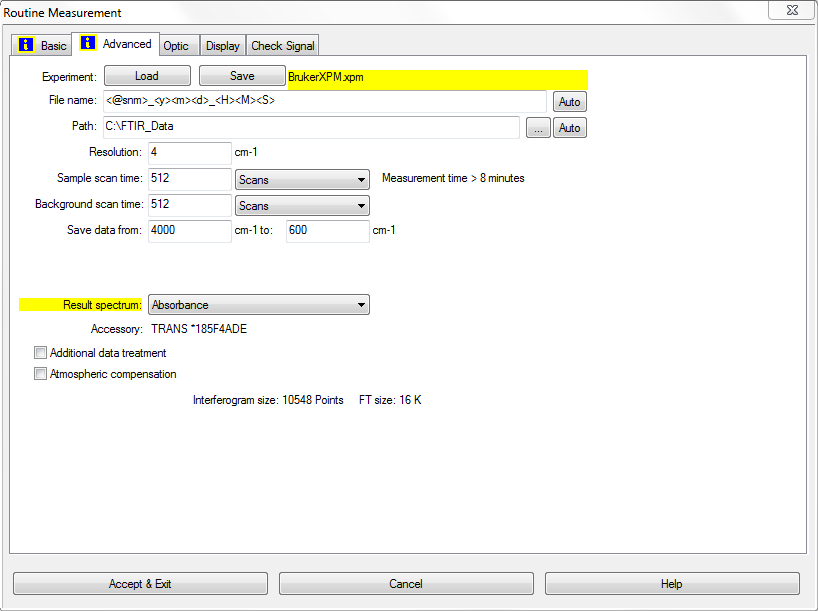 Routine Measurement
Basic Advanced Optic Display Check Signal
Experiment: Load Save BrukerXPM.xpm
File name: <@snm>_<y><m><d>_<H><M><S> Auto
Path: C:\FTIR_Data ... Auto
Resolution: 4 cm-1
Sample scan time: 512 Scans Measurement time > 8 minutes
Background scan time: 512 Scans
Save data from: 4000 cm-1 to: 600 cm-1
Result spectrum: Absorbance
Accessory: TRANS *185F4ADE
Additional data treatment
Atmospheric compensation
Interferogram size: 10548 Points FT size: 16 K
Accept & Exit Cancel Help